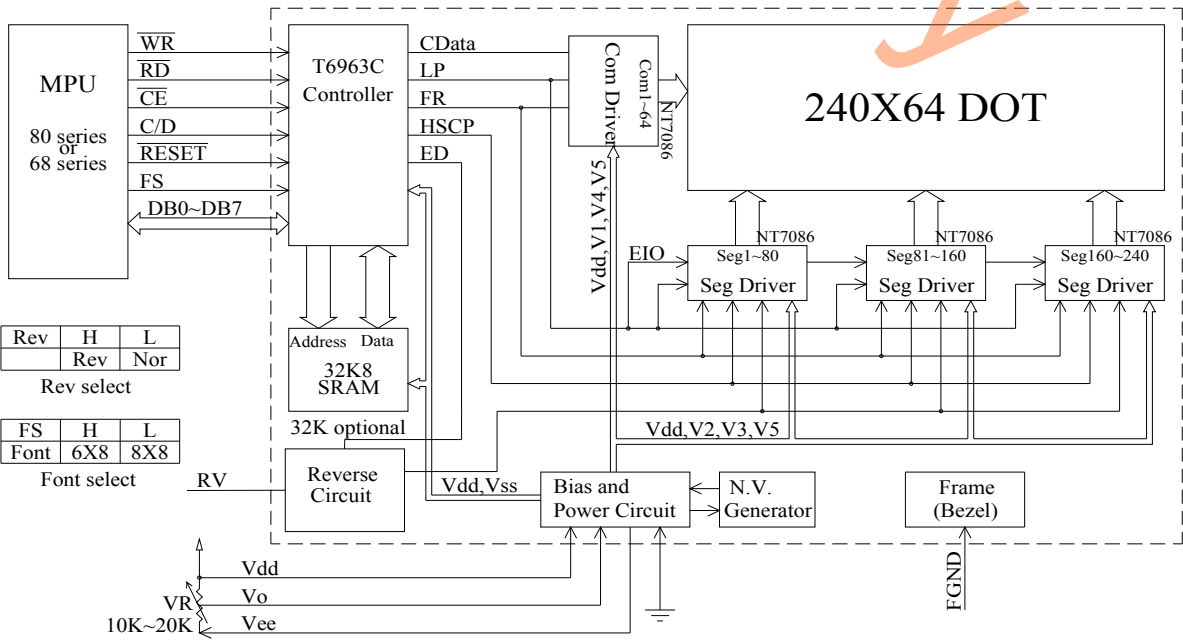 MPU
80 series
or
68 series
WR
RD
CE
C/D
RESET
FS
DB0~DB7
T6963C
Controller
CData
LP
FR
HSCP
ED
Com Driver
Com1~64
NT7086
240X64 DOT
Vdd,V1,V4,V5
EIO
NT7086
Seg1~80
Seg Driver
NT7086
Seg81~160
Seg Driver
NT7086
Seg160~240
Seg Driver
Address Data
32K8
SRAM
32K optional
Rev H L
Rev Nor
Rev select
FS H L
Font 6X8 8X8
Font select
RV
Reverse
Circuit
Vdd,V2,V3,V5
Vdd,Vss
Bias and
Power Circuit
N.V.
Generator
Frame
(Bezel)
FGND
Vdd
VR
Vo
10K~20K
Vee